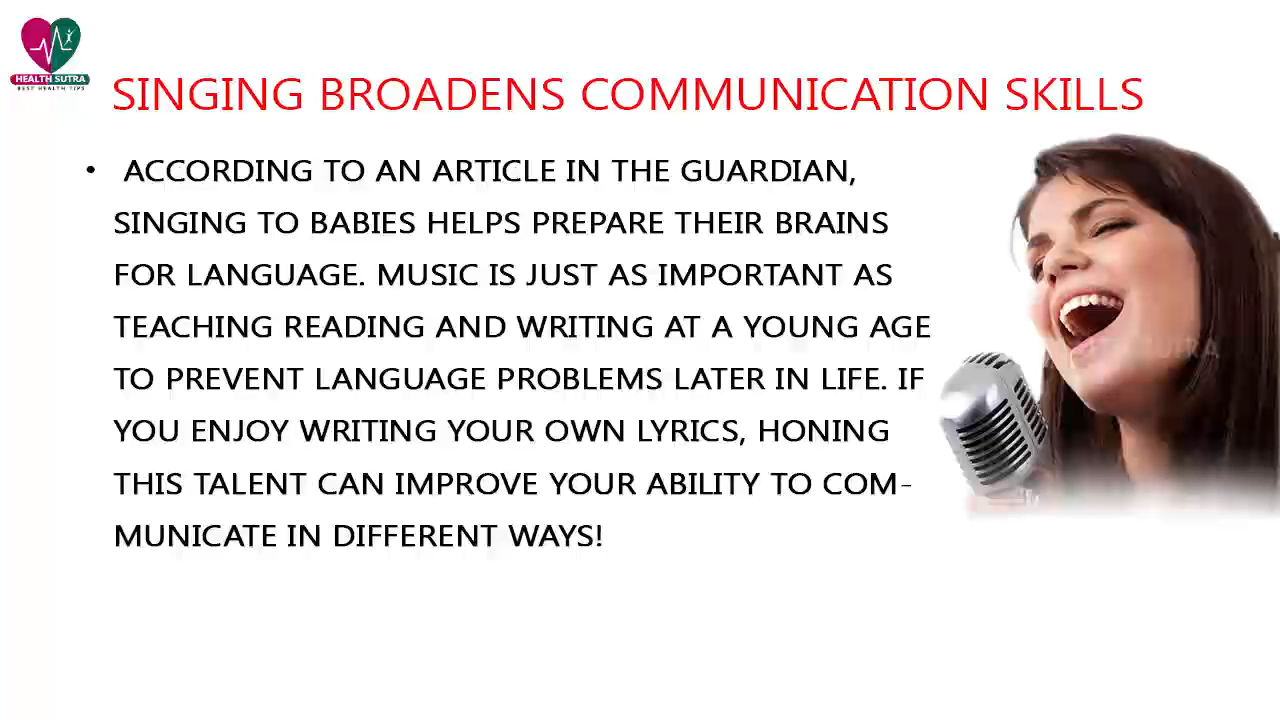 HEALTH SUTRA
BEST HEALTH TIPS
SINGING BROADENS COMMUNICATION SKILLS
• ACCORDING TO AN ARTICLE IN THE GUARDIAN,
SINGING TO BABIES HELPS PREPARE THEIR BRAINS
FOR LANGUAGE. MUSIC IS JUST AS IMPORTANT AS
TEACHING READING AND WRITING AT A YOUNG AGE
TO PREVENT LANGUAGE PROBLEMS LATER IN LIFE. IF
YOU ENJOY WRITING YOUR OWN LYRICS, HONING
THIS TALENT CAN IMPROVE YOUR ABILITY TO COM-
MUNICATE IN DIFFERENT WAYS!